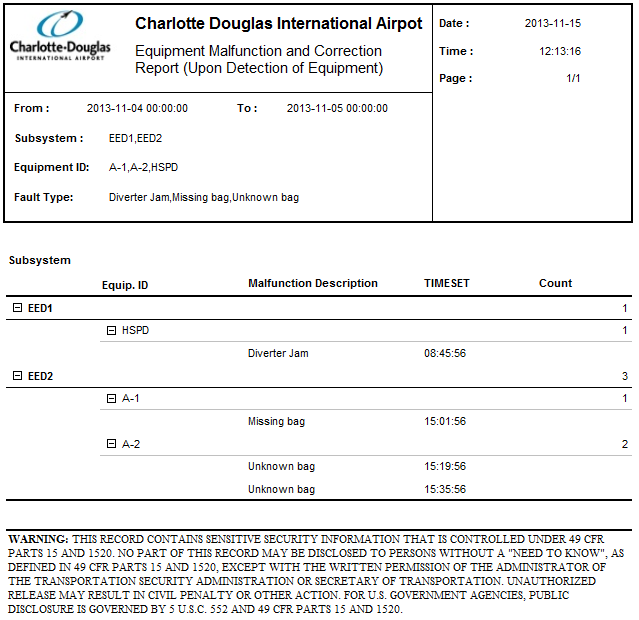 Charlotte-Douglas
INTERNATIONAL AIRPORT
Charlotte Douglas International Airpot
Equipment Malfunction and Correction
Report (Upon Detection of Equipment)
Date : 2013-11-15
Time : 12:13:16
Page : 1/1
From : 2013-11-04 00:00:00 To : 2013-11-05 00:00:00
Subsystem : EED1,EED2
Equipment ID: A-1,A-2,HSPD
Fault Type: Diverter Jam,Missing bag,Unknown bag
Subsystem
Equip. ID Malfunction Description TIMESET Count
EED1 1
HSPD 1
Diverter Jam 08:45:56
EED2 3
A-1 1
Missing bag 15:01:56
A-2 2
Unknown bag 15:19:56
Unknown bag 15:35:56
WARNING: THIS RECORD CONTAINS SENSITIVE SECURITY INFORMATION THAT IS CONTROLLED UNDER 49 CFR
PARTS 15 AND 1520. NO PART OF THIS RECORD MAY BE DISCLOSED TO PERSONS WITHOUT A "NEED TO KNOW", AS
DEFINED IN 49 CFR PARTS 15 AND 1520, EXCEPT WITH THE WRITTEN PERMISSION OF THE ADMINISTRATOR OF
THE TRANSPORTATION SECURITY ADMINISTRATION OR SECRETARY OF TRANSPORTATION. UNAUTHORIZED
RELEASE MAY RESULT IN CIVIL PENALTY OR OTHER ACTION. FOR U.S. GOVERNMENT AGENCIES, PUBLIC
DISCLOSURE IS GOVERNED BY 5 U.S.C. 552 AND 49 CFR PARTS 15 AND 1520.